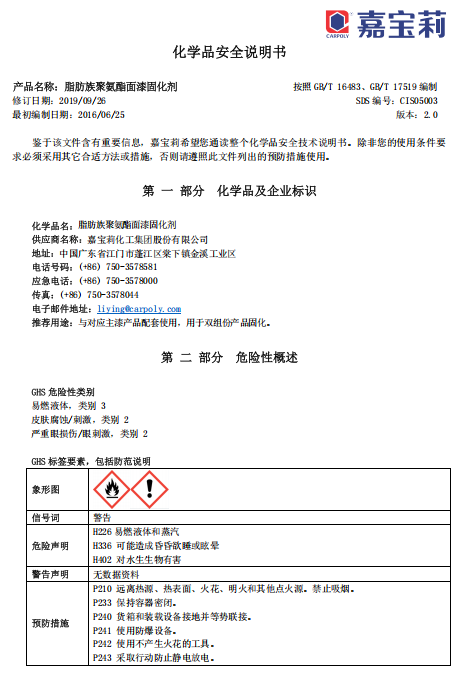 CARPOLY 嘉宝莉
化学品安全说明书
产品名称：脂肪族聚氨酯面漆固化剂 按照 GB/T 16483、GB/T 17519 编制
修订日期：2019/09/26 SDS 编号：CIS05003
最初编制日期：2016/06/25 版本：2.0
鉴于该文件含有重要信息，嘉宝莉希望您通读整个化学品安全技术说明书。除非您的使用条件要
求必须采用其它合适方法或措施，否则请遵照此文件列出的预防措施使用。
第 一 部分 化学品及企业标识
化学品名：脂肪族聚氨酯面漆固化剂
供应商名称：嘉宝莉化工集团股份有限公司
地址：中国广东省江门市蓬江区棠下镇金溪工业区
电话号码：(+86) 750-3578581
应急电话：(+86) 750-3578000
传真：(+86) 750-3578044
电子邮件地址：liying@carpoly.com
推荐用途：与对应主漆产品配套使用，用于双组份产品固化。
第 二 部分 危险性概述
GHS 危险性类别
易燃液体，类别 3
皮肤腐蚀/刺激，类别 2
严重眼损伤/眼刺激，类别 2
GHS 标签要素，包括防范说明
象形图
信号词 警告
危险声明 H226 易燃液体和蒸汽
H336 可能造成昏昏欲睡或眩晕
H402 对水生生物有害
警告声明 无数据资料
预防措施 P210 远离热源、热表面、火花、明火和其他点火源。禁止吸烟。
P233 保持容器密闭。
P240 货箱和装载设备接地并等势联接。
P241 使用防爆设备。
P242 使用不产生火花的工具。
P243 采取行动防止静电放电。